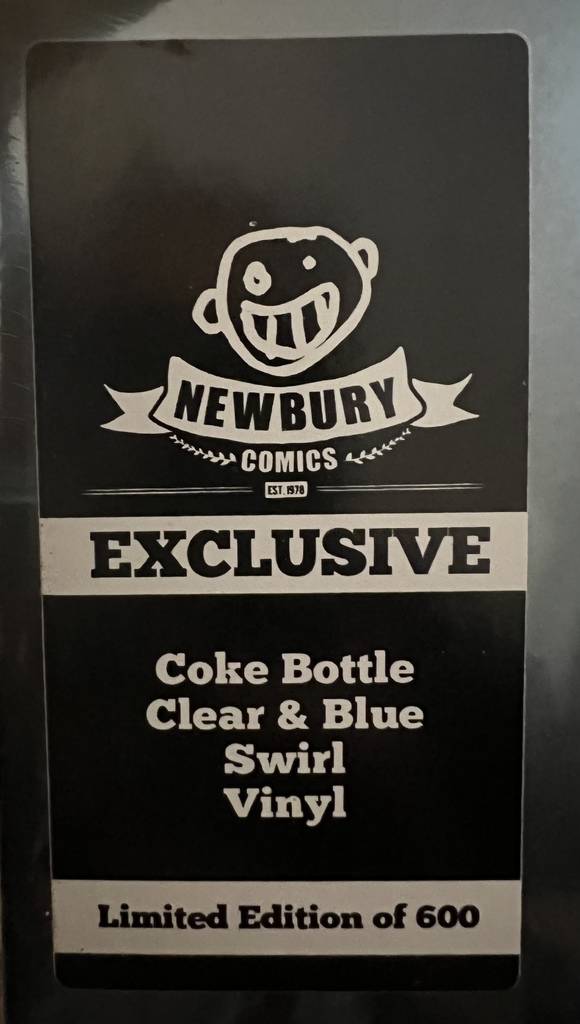 NEWBURY
COMICS
EST. 1978
EXCLUSIVE
Coke Bottle
Clear & Blue
Swirl
Vinyl
Limited Edition of 600